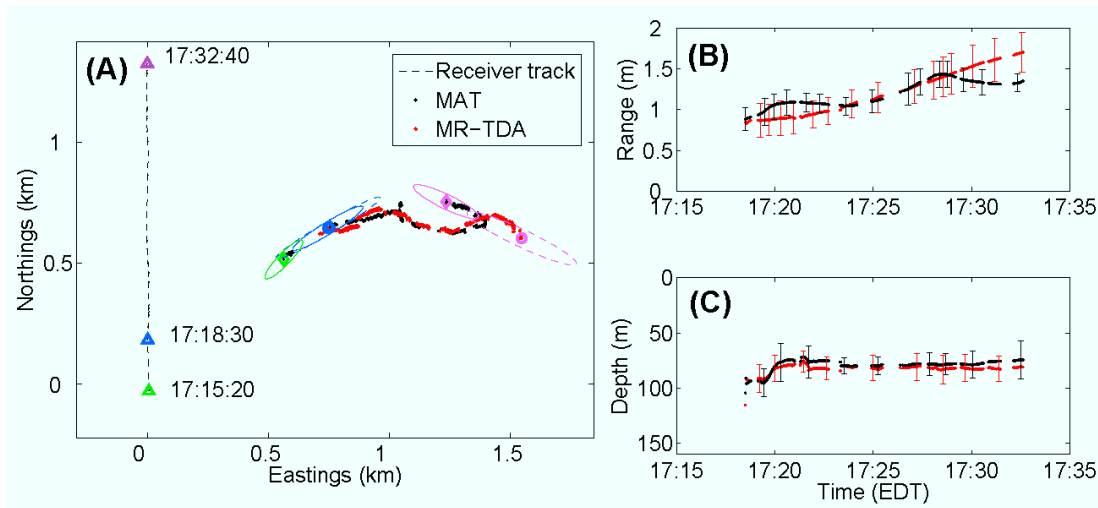 (A)
17:32:40
Receiver track
MAT
MR-TDA
17:18:30
17:15:20
1
0.5
0
Northings (km)
0
0.5
1
1.5
Eastings (km)
(B)
2
1.5
1
0.5
0
Range (m)
17:15
17:20
17:25
17:30
17:35
(C)
0
50
100
150
Depth (m)
17:15
17:20
17:25
17:30
17:35
Time (EDT)